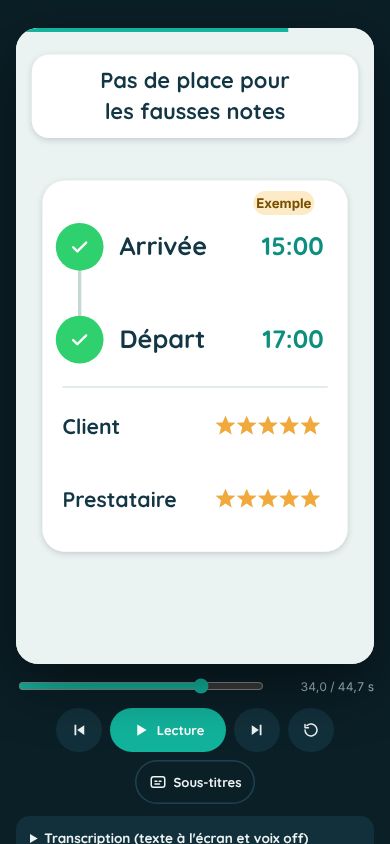 Pas de place pour
les fausses notes
Exemple
Arrivée 15:00
Départ 17:00
Client
Prestataire
34,0 / 44,7 s
Lecture
Sous-titres
Transcription (texte à l'écran et voix off)